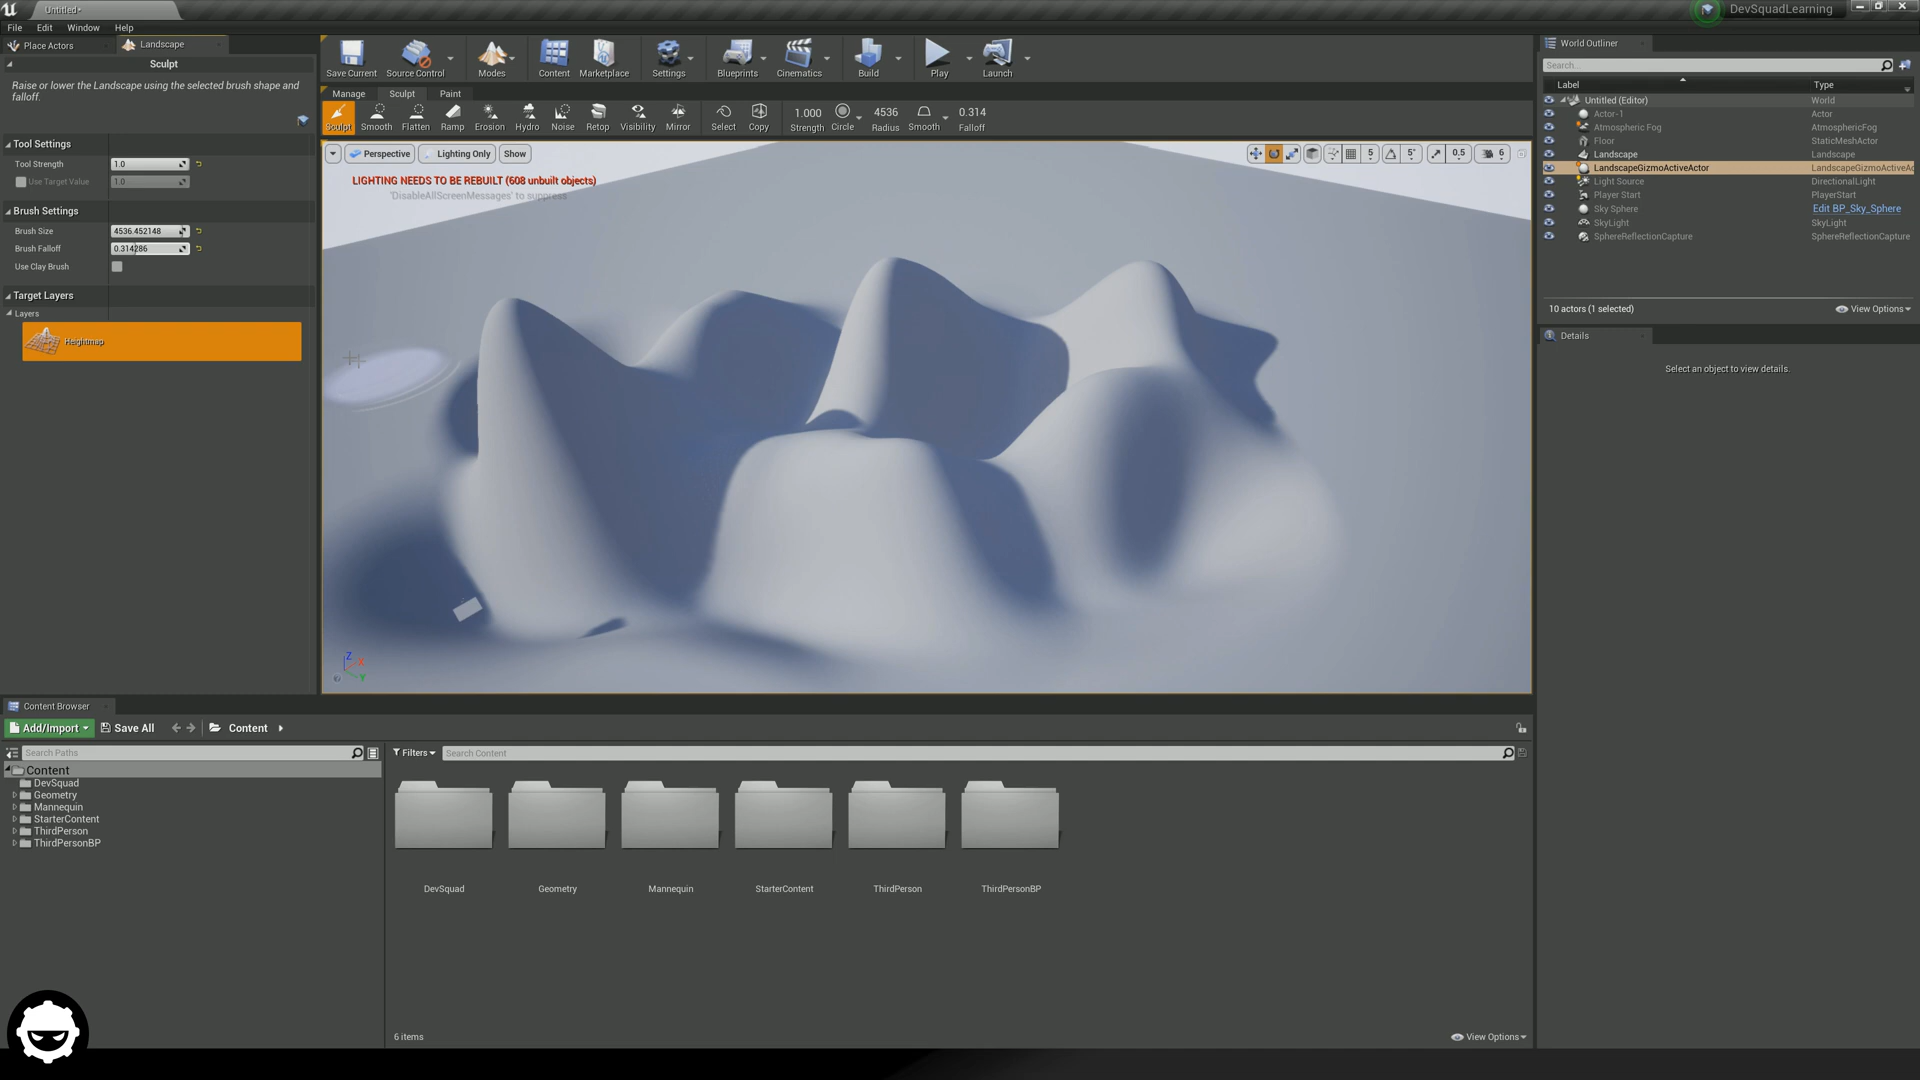 Untitled*
DevSquadLearning
File Edit Window Help
Place Actors
Landscape
World Outliner
Sculpt
Raise or lower the Landscape using the selected brush shape and
falloff.
Save Current
Source Control
Modes
Content
Marketplace
Settings
Blueprints
Cinematics
Build
Play
Launch
Search...
Label
Type
Manage
Sculpt
Paint
Sculpt
Smooth
Flatten
Ramp
Erosion
Hydro
Noise
Retop
Visibility
Mirror
Select
Copy
1.000
Strength
Circle
4536
Radius
Smooth
0.314
Falloff
Untitled (Editor) World
Actor-1 Actor
Atmospheric Fog AtmosphericFog
Floor StaticMeshActor
Landscape Landscape
LandscapeGizmoActiveActor LandscapeGizmoActiveAc
Light Source DirectionalLight
Player Start PlayerStart
Sky Sphere Edit BP_Sky_Sphere
SkyLight SkyLight
SphereReflectionCapture SphereReflectionCapture
10 actors (1 selected)
View Options
Details
Select an object to view details.
Tool Settings
Tool Strength 1.0
Use Target Value 1.0
Brush Settings
Brush Size 4536.452148
Brush Falloff 0.314286
Use Clay Brush
Target Layers
Layers
Heightmap
Perspective
Lighting Only
Show
5
5°
0.5
6
LIGHTING NEEDS TO BE REBUILT (608 unbuilt objects)
'DisableAllScreenMessages' to suppress
Z
X
Y
Content Browser
Add/Import
Save All
Content
Search Paths
Filters
Search Content
Content
DevSquad
Geometry
Mannequin
StarterContent
ThirdPerson
ThirdPersonBP
DevSquad
Geometry
Mannequin
StarterContent
ThirdPerson
ThirdPersonBP
6 items
View Options